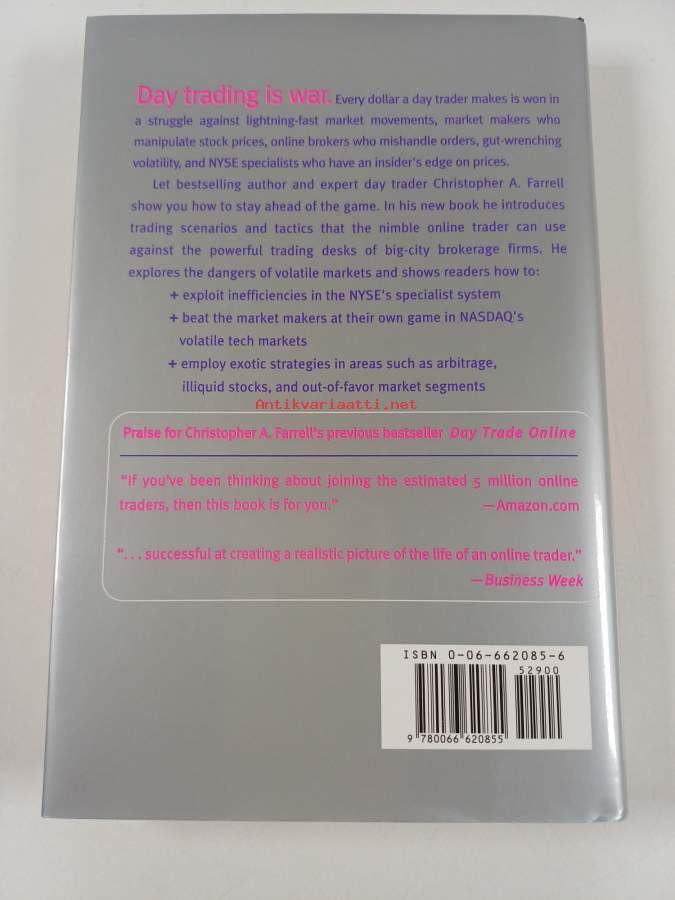 Day trading is war. Every dollar a day trader makes is won in
a struggle against lightning-fast market movements, market makers who
manipulate stock prices, online brokers who mishandle orders, gut-wrenching
volatility, and NYSE specialists who have an insider's edge on prices.
Let bestselling author and expert day trader Christopher A. Farrell
show you how to stay ahead of the game. In his new book he introduces
trading scenarios and tactics that the nimble online trader can use
against the powerful trading desks of big-city brokerage firms. He
explores the dangers of volatile markets and shows readers how to:
+ exploit inefficiencies in the NYSE's specialist system
+ beat the market makers at their own game in NASDAQ's
volatile tech markets
+ employ exotic strategies in areas such as arbitrage,
illiquid stocks, and out-of-favor market segments
Antikvariaatti.net
Praise for Christopher A. Farrell's previous bestseller Day Trade Online
"If you've been thinking about joining the estimated 5 million online
traders, then this book is for you." —Amazon.com
". . . successful at creating a realistic picture of the life of an online trader."
—Business Week
ISBN 0-06-662085-6
52900
9 780066 620855